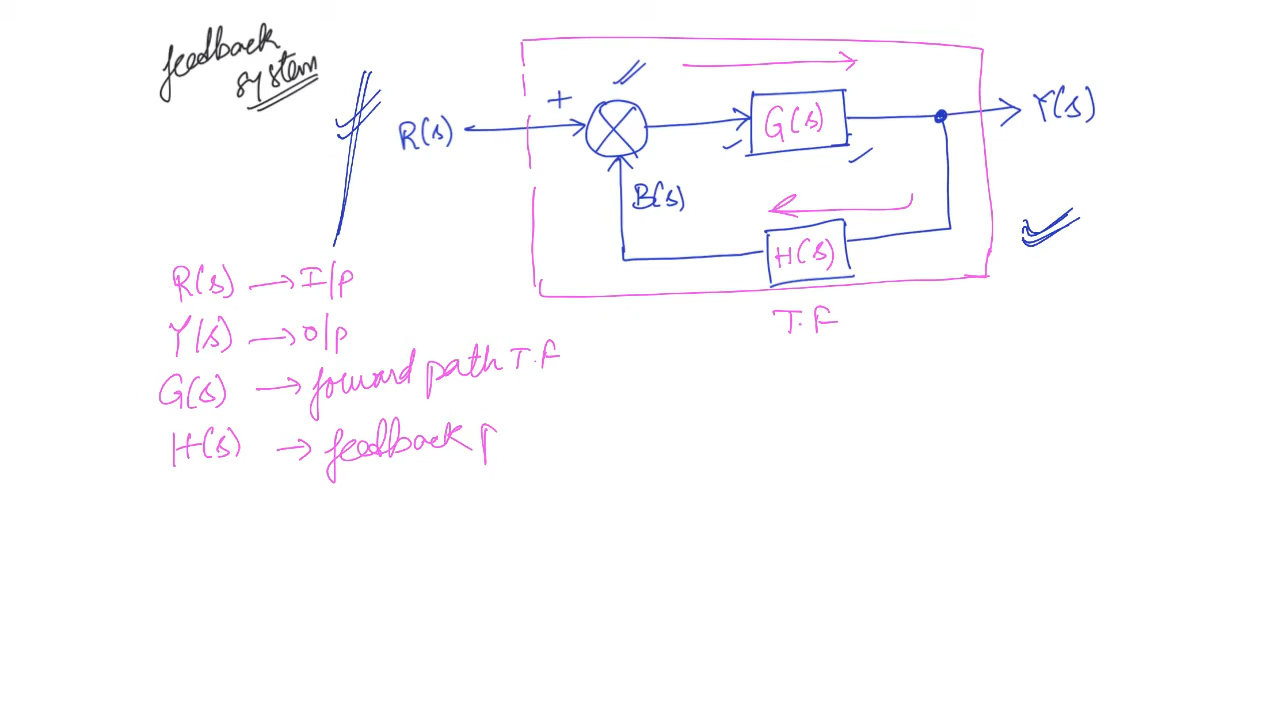 feedback
system
+
R(s)
G(s)
Y(s)
B(s)
H(s)
T.F
R(s) → I/p
Y(s) → o/p
G(s) → forward path T.F
H(s) → feedback p